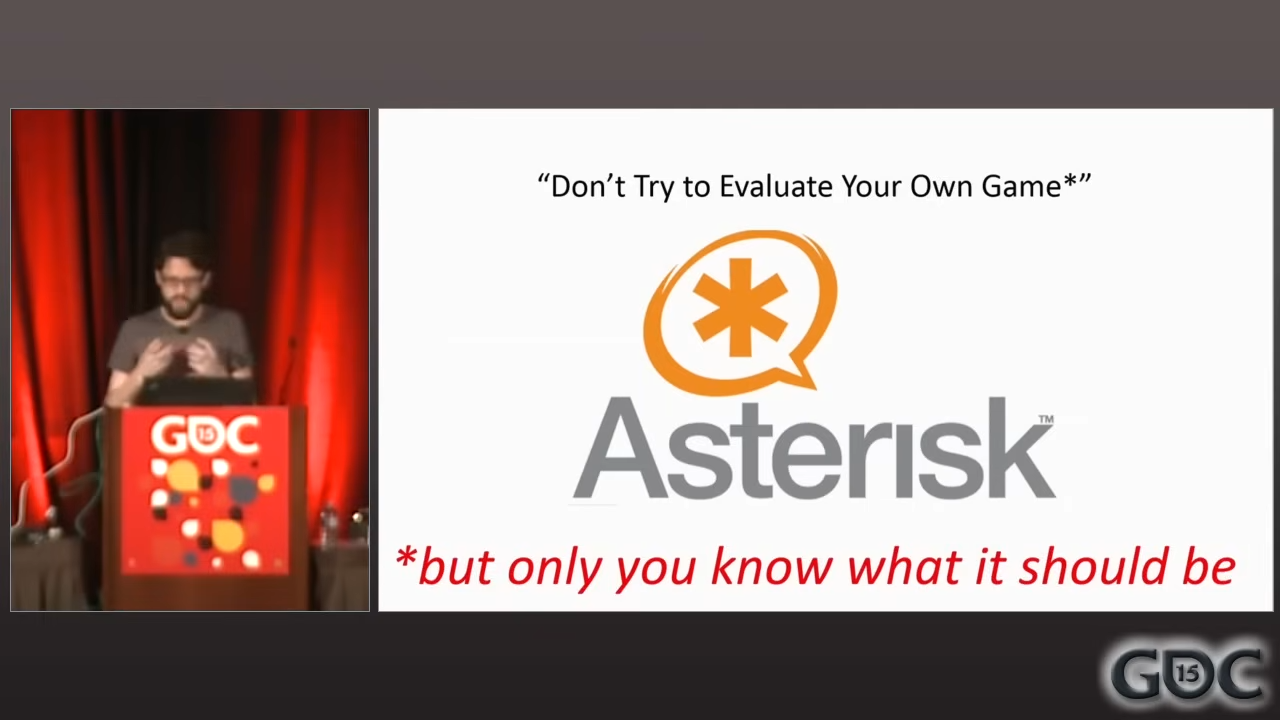 “Don’t Try to Evaluate Your Own Game*”
Asterisk™
*but only you know what it should be
GDC
15
GDC
15